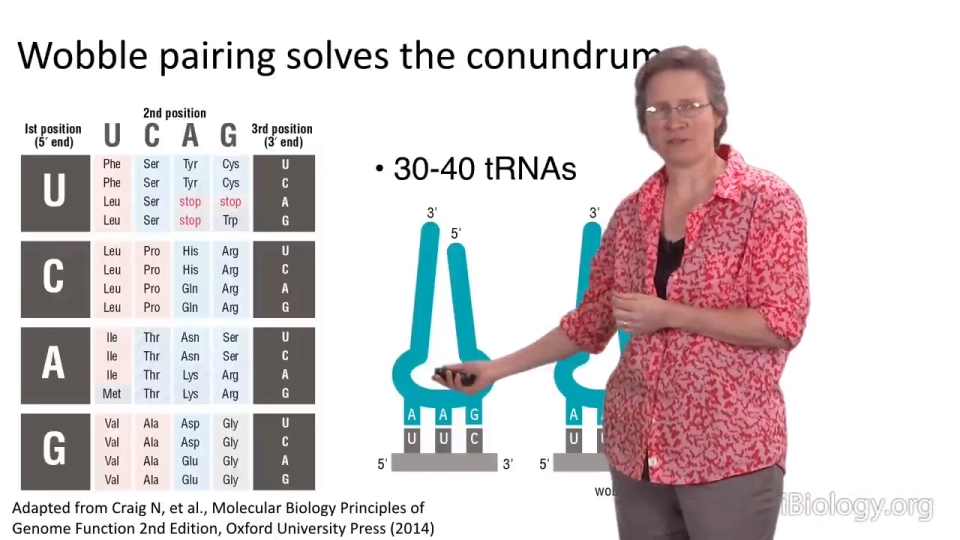 Wobble pairing solves the conundrum
2nd position
1st position
(5′ end)
U C A G
3rd position
(3′ end)
U
Phe Ser Tyr Cys U
Phe Ser Tyr Cys C
Leu Ser stop stop A
Leu Ser stop Trp G
C
Leu Pro His Arg U
Leu Pro His Arg C
Leu Pro Gln Arg A
Leu Pro Gln Arg G
A
Ile Thr Asn Ser U
Ile Thr Asn Ser C
Ile Thr Lys Arg A
Met Thr Lys Arg G
G
Val Ala Asp Gly U
Val Ala Asp Gly C
Val Ala Glu Gly A
Val Ala Glu Gly G
• 30-40 tRNAs
3′
5′
A A G
U U C
5′ 3′
3′
A
U
5′
Adapted from Craig N, et al., Molecular Biology Principles of
Genome Function 2nd Edition, Oxford University Press (2014)
iBiology.org